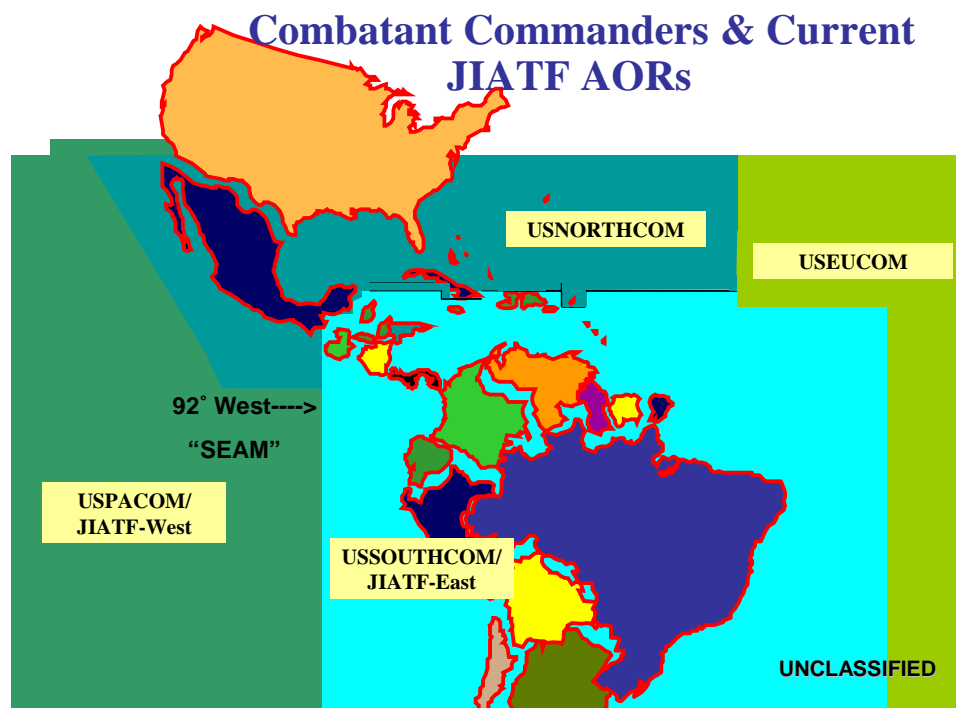 Combatant Commanders & Current
JIATF AORs
USNORTHCOM
USEUCOM
92˚ West---->
“SEAM”
USPACOM/
JIATF-West
USSOUTHCOM/
JIATF-East
UNCLASSIFIED